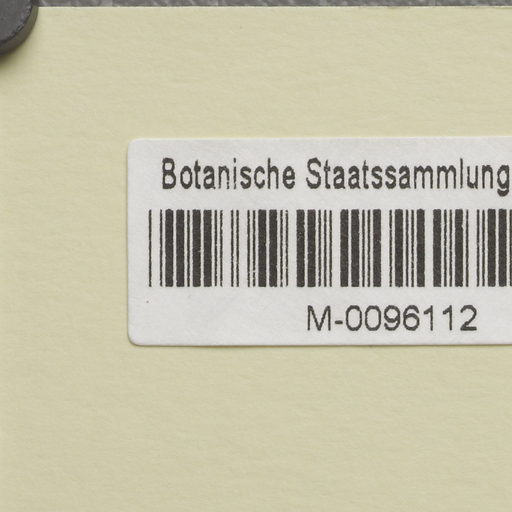 Botanische Staatssammlung
M-0096112